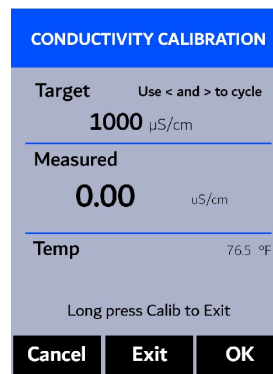 CONDUCTIVITY CALIBRATION
Target Use < and > to cycle
1000 µS/cm
Measured
0.00 uS/cm
Temp 76.5 °F
Long press Calib to Exit
Cancel Exit OK